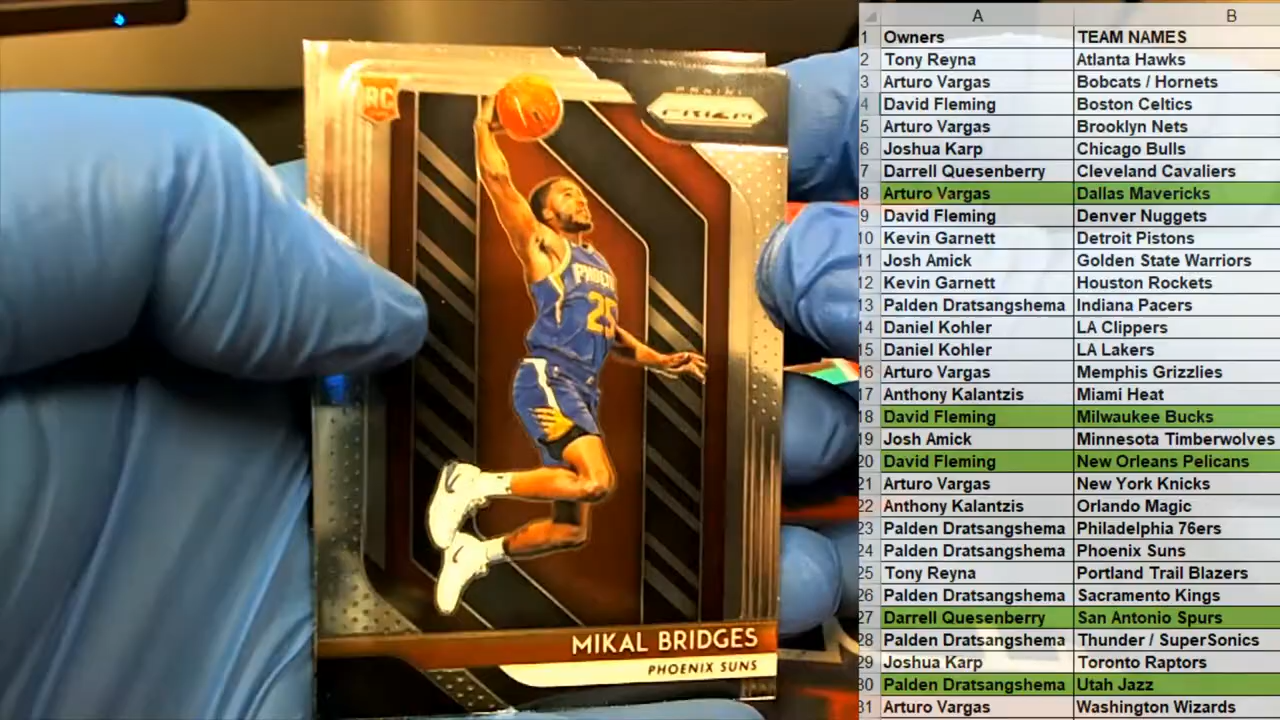 RC
PANINI
PRIZM
PHOENIX
25
MIKAL BRIDGES
PHOENIX SUNS
A B
1 Owners TEAM NAMES
2 Tony Reyna Atlanta Hawks
3 Arturo Vargas Bobcats / Hornets
4 David Fleming Boston Celtics
5 Arturo Vargas Brooklyn Nets
6 Joshua Karp Chicago Bulls
7 Darrell Quesenberry Cleveland Cavaliers
8 Arturo Vargas Dallas Mavericks
9 David Fleming Denver Nuggets
10 Kevin Garnett Detroit Pistons
11 Josh Amick Golden State Warriors
12 Kevin Garnett Houston Rockets
13 Palden Dratsangshema Indiana Pacers
14 Daniel Kohler LA Clippers
15 Daniel Kohler LA Lakers
16 Arturo Vargas Memphis Grizzlies
17 Anthony Kalantzis Miami Heat
18 David Fleming Milwaukee Bucks
19 Josh Amick Minnesota Timberwolves
20 David Fleming New Orleans Pelicans
21 Arturo Vargas New York Knicks
22 Anthony Kalantzis Orlando Magic
23 Palden Dratsangshema Philadelphia 76ers
24 Palden Dratsangshema Phoenix Suns
25 Tony Reyna Portland Trail Blazers
26 Palden Dratsangshema Sacramento Kings
27 Darrell Quesenberry San Antonio Spurs
28 Palden Dratsangshema Thunder / SuperSonics
29 Joshua Karp Toronto Raptors
30 Palden Dratsangshema Utah Jazz
31 Arturo Vargas Washington Wizards